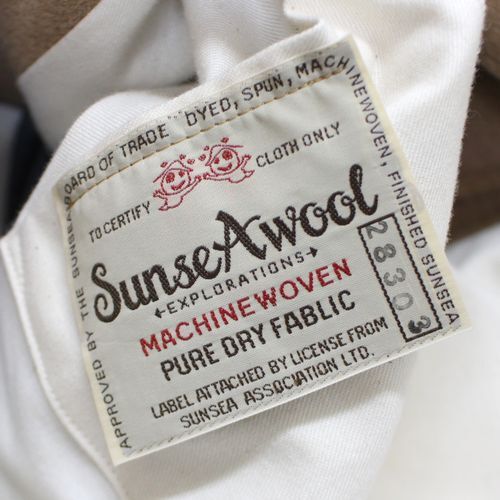 APPROVED BY THE SUNSEA BOARD OF TRADE DYED, SPUN, MACHINEWOVEN, FINISHED SUNSEA
TO CERTIFY CLOTH ONLY
SunseAwool
EXPLORATIONS
MACHINEWOVEN
PURE DRY FABLIC
LABEL ATTACHED BY LICENSE FROM
SUNSEA ASSOCIATION LTD.
28303